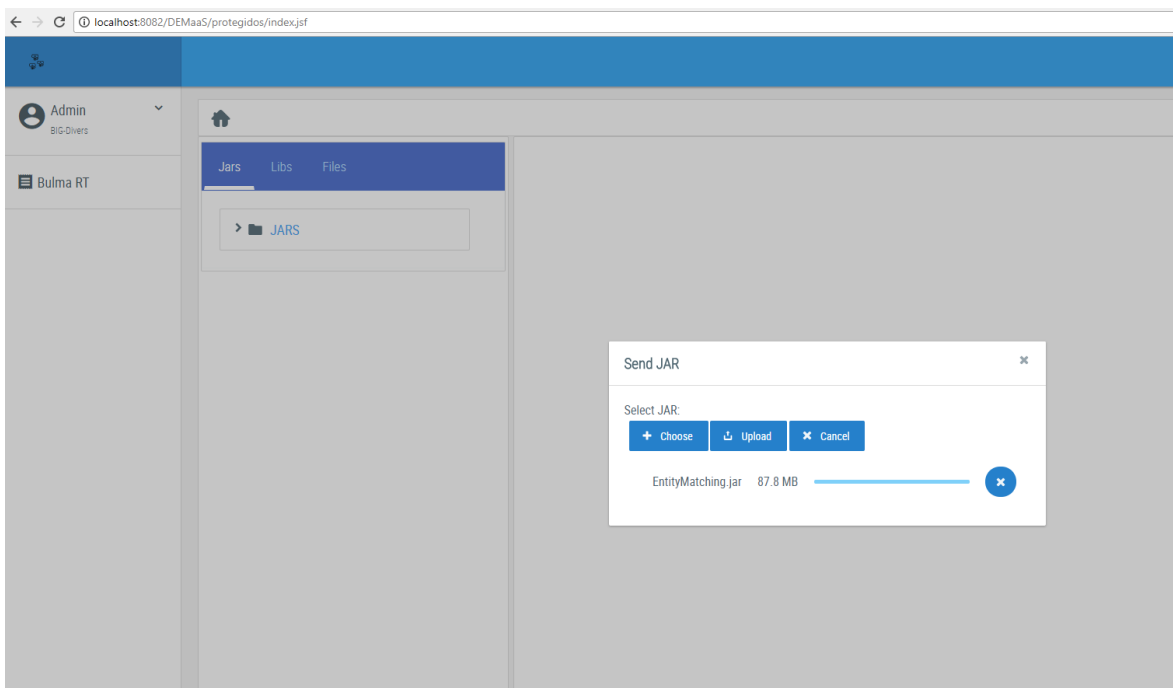 localhost:8082/DEMaaS/protegidos/index.jsf
Admin
BIG-Divers
Bulma RT
Jars Libs Files
JARS
Send JAR
Select JAR:
Choose Upload Cancel
EntityMatching.jar 87.8 MB